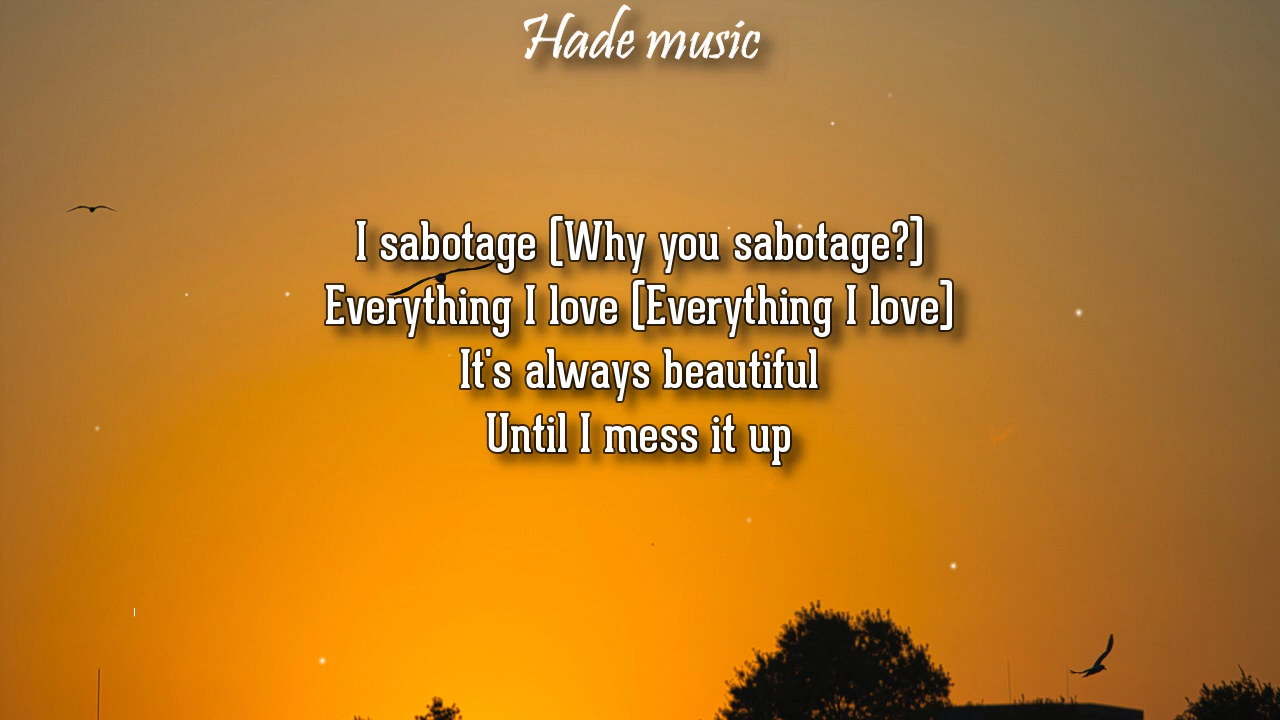 Hade music
I sabotage [Why you sabotage?]
Everything I love [Everything I love]
It's always beautiful
Until I mess it up